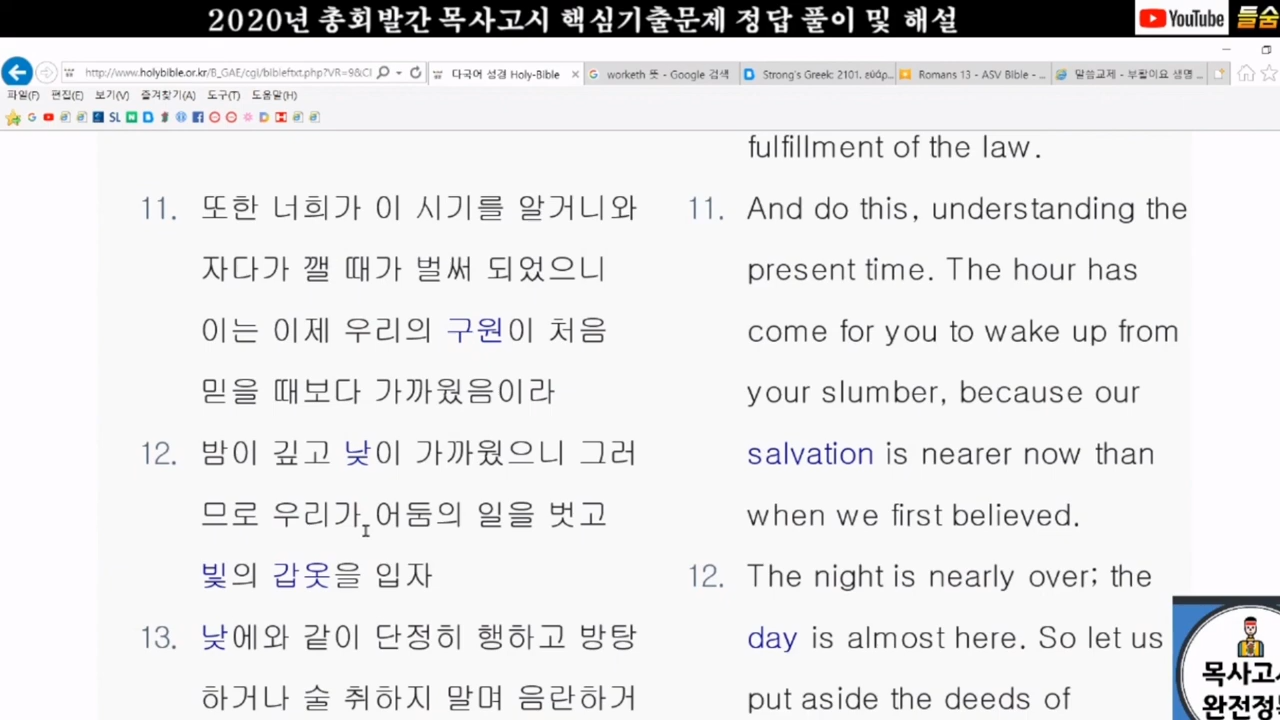 2020년 총회발간 목사고시 핵심기출문제 정답 풀이 및 해설
YouTube 들숨
http://www.holybible.or.kr/B_GAE/cgi/bibleftxt.php?VR=9&CI
다국어 성경 Holy-Bible
worketh 뜻 - Google 검색
Strong's Greek: 2101.
Romans 13 - ASV Bible - ...
말씀교제 - 부활이요 생명 ...
파일(F) 편집(E) 보기(V) 즐겨찾기(A) 도구(T) 도움말(H)
fulfillment of the law.
11. 또한 너희가 이 시기를 알거니와
자다가 깰 때가 벌써 되었으니
이는 이제 우리의 구원이 처음
믿을 때보다 가까웠음이라
12. 밤이 깊고 낮이 가까웠으니 그러
므로 우리가 어둠의 일을 벗고
빛의 갑옷을 입자
13. 낮에와 같이 단정히 행하고 방탕
하거나 술 취하지 말며 음란하거
11. And do this, understanding the
present time. The hour has
come for you to wake up from
your slumber, because our
salvation is nearer now than
when we first believed.
12. The night is nearly over; the
day is almost here. So let us
put aside the deeds of
목사고시